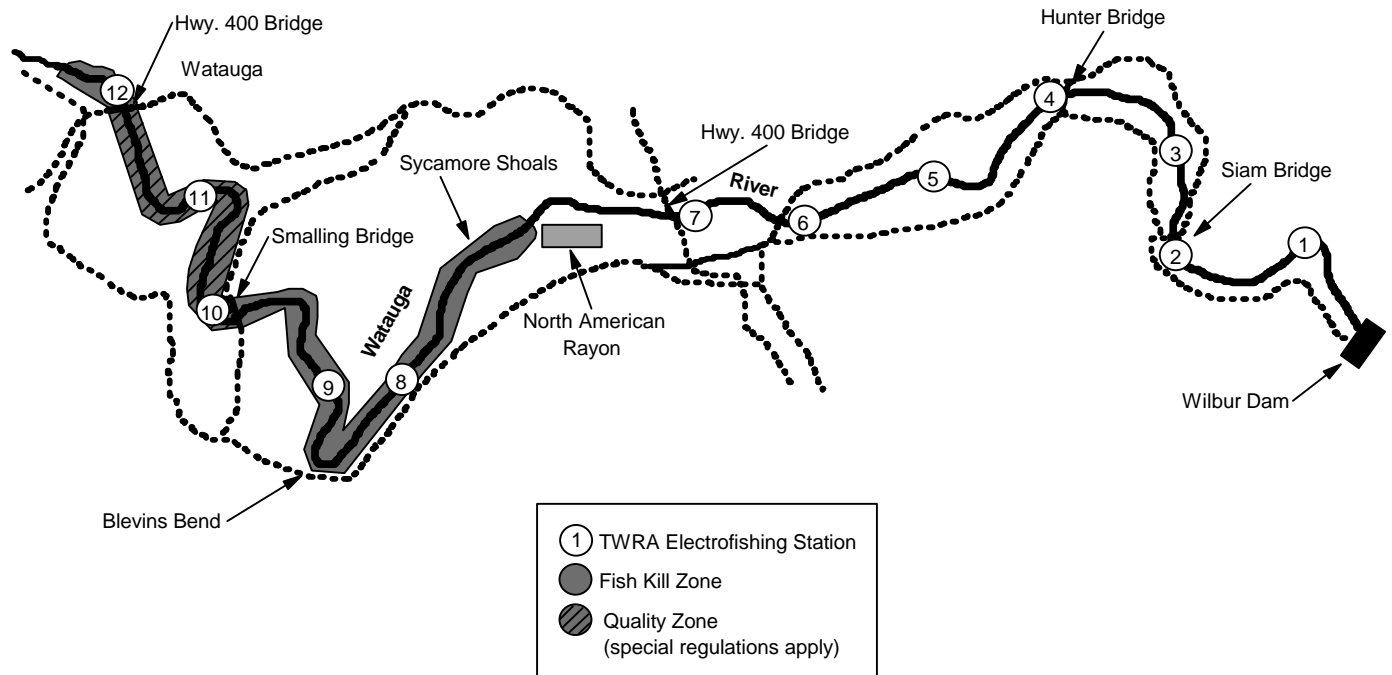 Hwy. 400 Bridge
Watauga
12
11
Smalling Bridge
10
9
8
Watauga
Blevins Bend
Sycamore Shoals
North American
Rayon
Hwy. 400 Bridge
River
7
6
5
Hunter Bridge
4
3
Siam Bridge
2
1
Wilbur Dam
1 TWRA Electrofishing Station
Fish Kill Zone
Quality Zone
(special regulations apply)